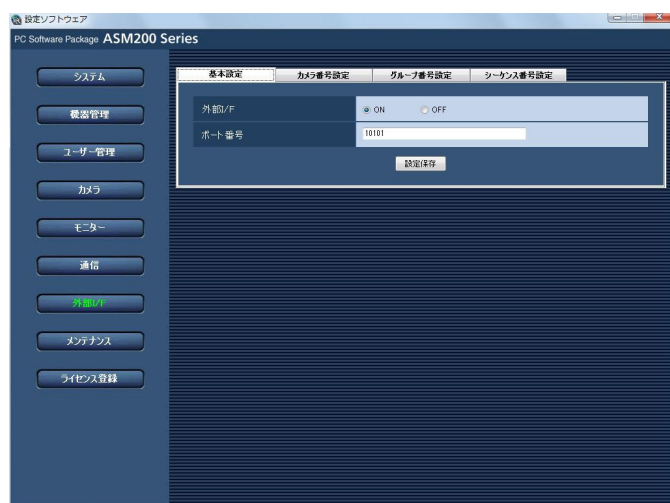 設定ソフトウェア
PC Software Package ASM200 Series
システム
機器管理
ユーザー管理
カメラ
モニター
通信
外部I/F
メンテナンス
ライセンス登録
基本設定 カメラ番号設定 グループ番号設定 シーケンス番号設定
外部I/F ON OFF
ポート番号 10101
設定保存